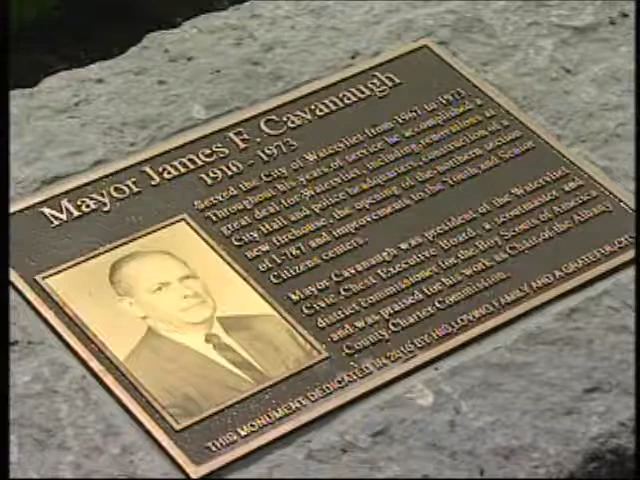 Mayor James F. Cavanaugh
1910 - 1973
Served the City of Watervliet from 1967 to 1973
Throughout his years of service he accomplished a
great deal for Watervliet, including renovations at
City Hall and police headquarters, construction of a
new firehouse, the opening of the northern section
of I-787 and improvements to the Youth and Senior
Citizens centers.
Mayor Cavanaugh was president of the Watervliet
Civic Chest Executive Board, a scoutmaster and
district commissioner for the Boy Scouts of America
and was praised for his work as Chair of the Albany
County Charter Commission.
THIS MONUMENT DEDICATED IN 2010 BY HIS LOVING FAMILY AND A GRATEFUL